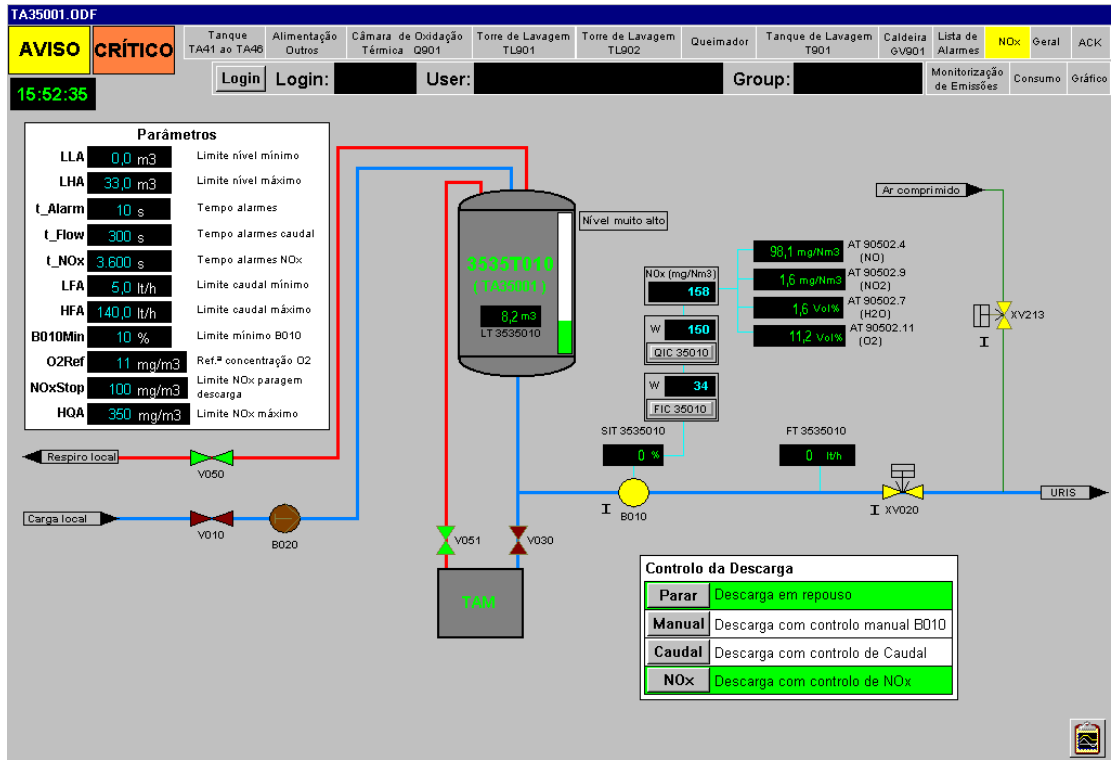 TA35001.ODF
AVISO
CRÍTICO
Tanque
TA41 ao TA46
Alimentação
Outros
Câmara de Oxidação
Térmica Q901
Torre de Lavagem
TL901
Torre de Lavagem
TL902
Queimador
Tanque de Lavagem
T901
Caldeira
GV901
Lista de
Alarmes
NOx
Geral
ACK
15:52:35
Login
Login:
User:
Group:
Monitorização
de Emissões
Consumo
Gráfico
Parâmetros
LLA 0,0 m3 Limite nível mínimo
LHA 33,0 m3 Limite nível máximo
t_Alarm 10 s Tempo alarmes
t_Flow 300 s Tempo alarmes caudal
t_NOx 3.600 s Tempo alarmes NOx
LFA 5,0 lt/h Limite caudal mínimo
HFA 140,0 lt/h Limite caudal máximo
B010Min 10 % Limite mínimo B010
O2Ref 11 mg/m3 Ref.ª concentração O2
NOxStop 100 mg/m3 Limite NOx paragem
descarga
HQA 350 mg/m3 Limite NOx máximo
Respiro local
V050
Carga local
V010
B020
3535T010
( TA35001 )
8,2 m3
LT 3535010
Nível muito alto
V051
V030
TAM
NOx (mg/Nm3)
158
W 150
QIC 35010
W 34
FIC 35010
98,1 mg/Nm3
AT 90502.4
(NO)
1,6 mg/Nm3
AT 90502.9
(NO2)
1,6 Vol%
AT 90502.7
(H2O)
11,2 Vol%
AT 90502.11
(O2)
Ar comprimido
XV213
I
SIT 3535010
0 %
I
B010
FT 3535010
0 lt/h
I
XV020
URIS
Controlo da Descarga
Parar Descarga em repouso
Manual Descarga com controlo manual B010
Caudal Descarga com controlo de Caudal
NOx Descarga com controlo de NOx